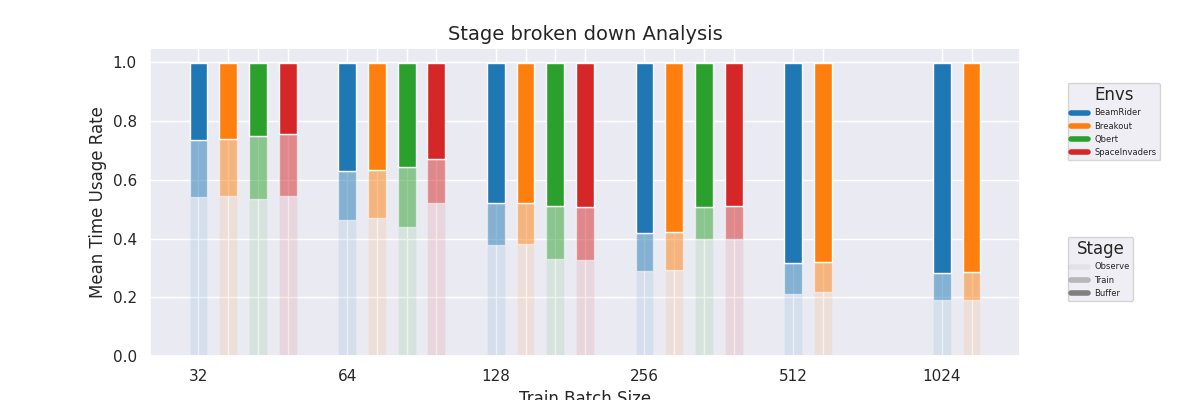 Stage broken down Analysis
Mean Time Usage Rate
1.0
0.8
0.6
0.4
0.2
0.0
32 64 128 256 512 1024
Train Batch Size
Envs
BeamRider
Breakout
Qbert
SpaceInvaders
Stage
Observe
Train
Buffer